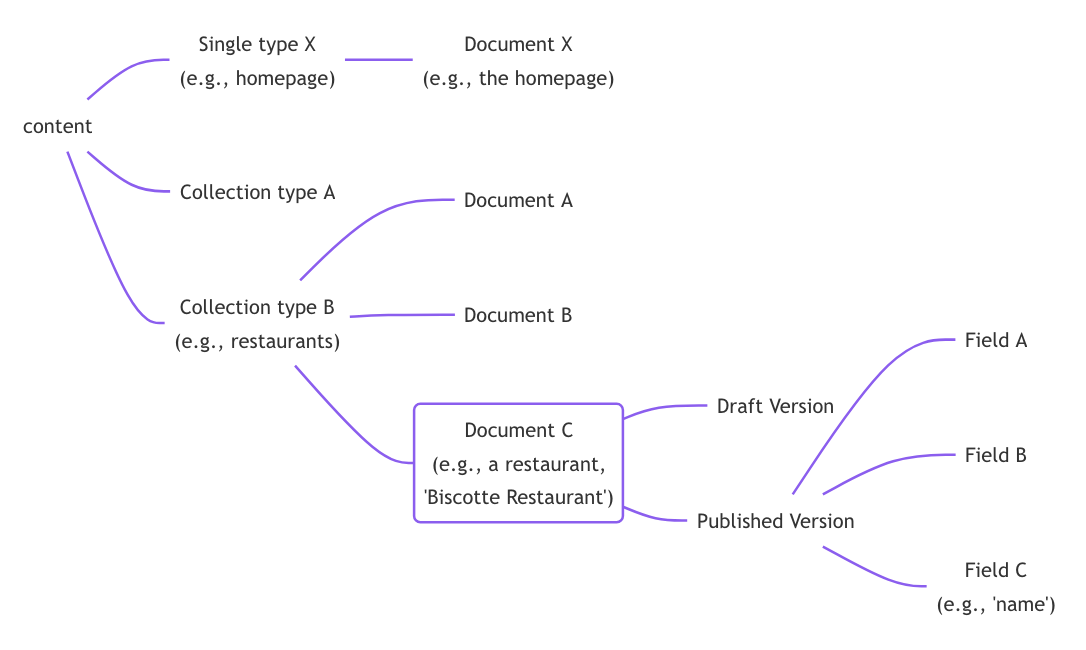 Single type X
(e.g., homepage)
Document X
(e.g., the homepage)
content
Collection type A
Document A
Collection type B
(e.g., restaurants)
Document B
Document C
(e.g., a restaurant,
'Biscotte Restaurant')
Draft Version
Published Version
Field A
Field B
Field C
(e.g., 'name')